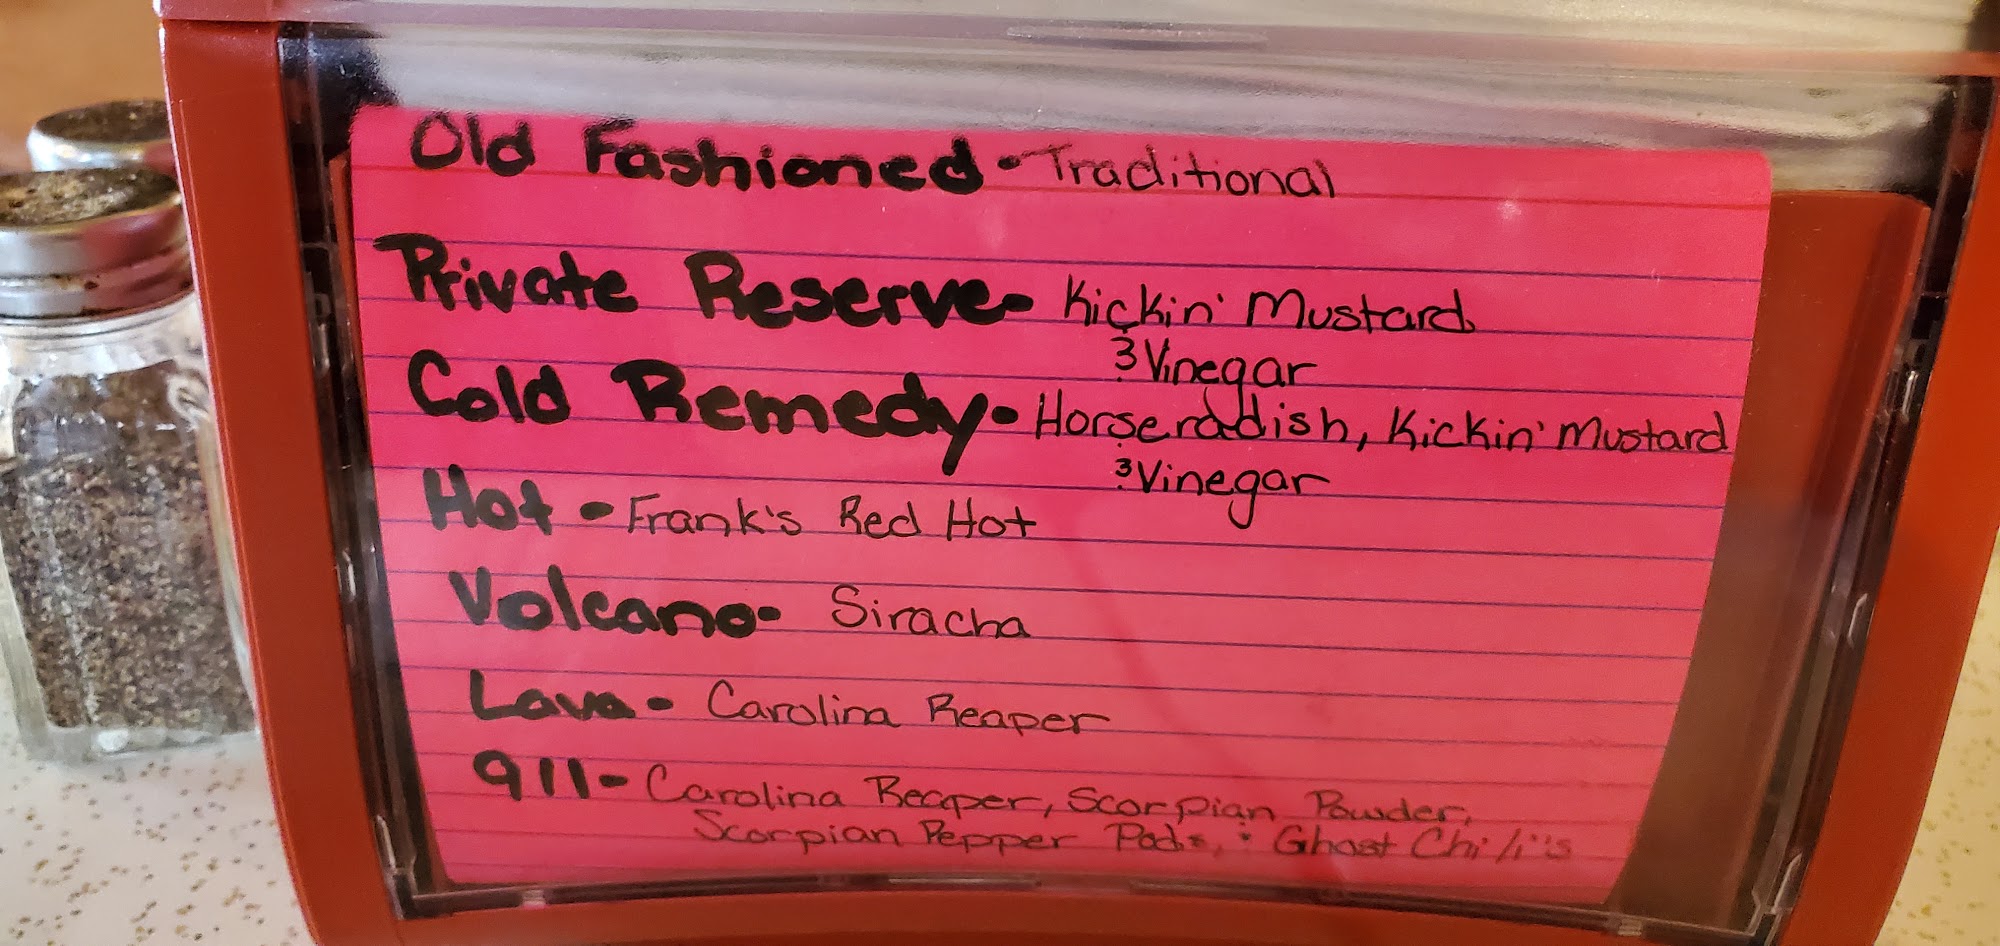 Old Fashioned - Traditional
Private Reserve - Kickin' Mustard
& Vinegar
Cold Remedy - Horseradish, Kickin' Mustard
& Vinegar
Hot - Frank's Red Hot
Volcano - Siracha
Lava - Carolina Reaper
911 - Carolina Reaper, Scorpian Powder,
Scorpian Pepper Pods, & Ghost Chili's